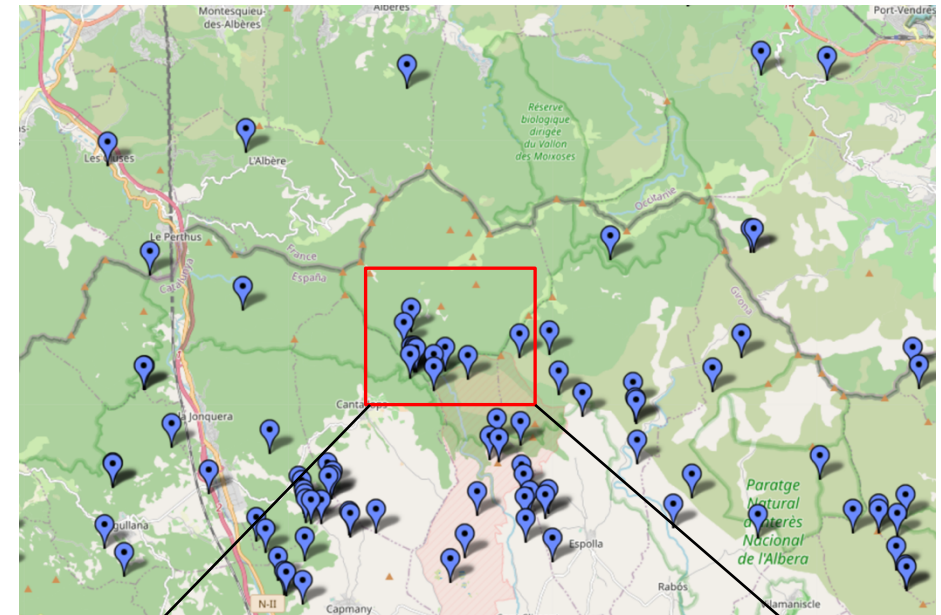 Montesquieu-
des-Albères
Albères
Port-Vendres
Réserve
biologique
dirigée
du Vallon
des Moixoses
Les Cluses
L'Albère
Occitanie
Le Perthus
France
España
Catalunya
Girona
Cantallops
la Jonquera
Paratge
Natural
d'Interès
Nacional
de l'Albera
Agullana
Espolla
Rabós
Vilamaniscle
N-II
Capmany